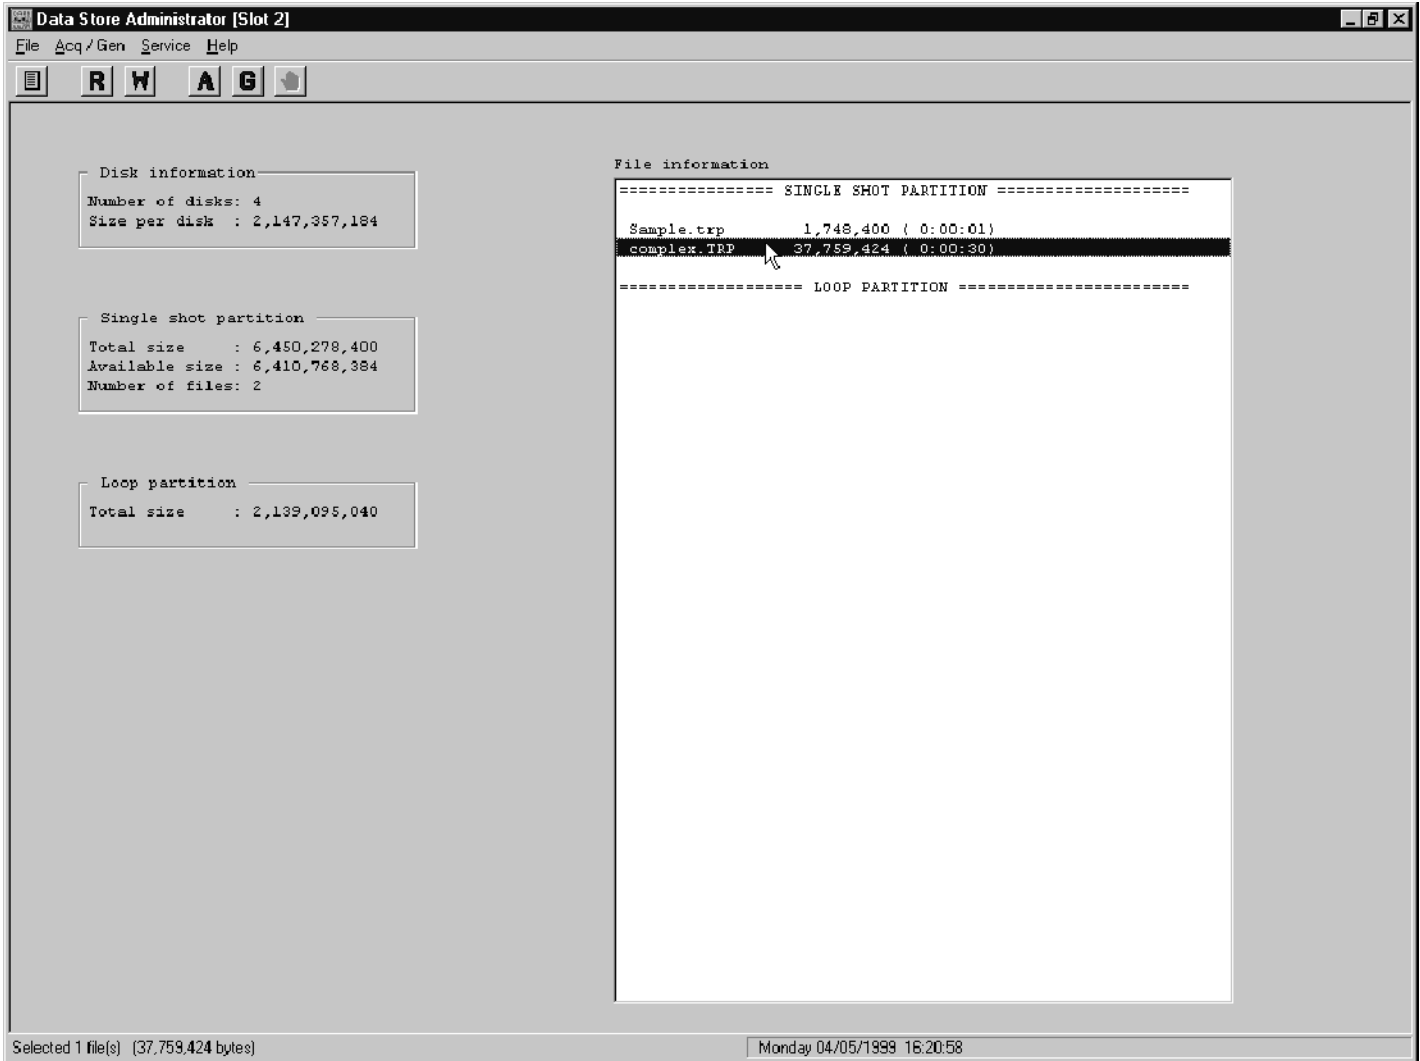 Data Store Administrator [Slot 2]
File Acq / Gen Service Help
R W A G
Disk information
Number of disks: 4
Size per disk : 2,147,357,184
Single shot partition
Total size : 6,450,278,400
Available size : 6,410,768,384
Number of files: 2
Loop partition
Total size : 2,139,095,040
File information
================ SINGLE SHOT PARTITION ====================
Sample.trp 1,748,400 ( 0:00:01)
complex.TRP 37,759,424 ( 0:00:30)
=================== LOOP PARTITION ========================
Selected 1 file(s) (37,759,424 bytes)
Monday 04/05/1999 16:20:58